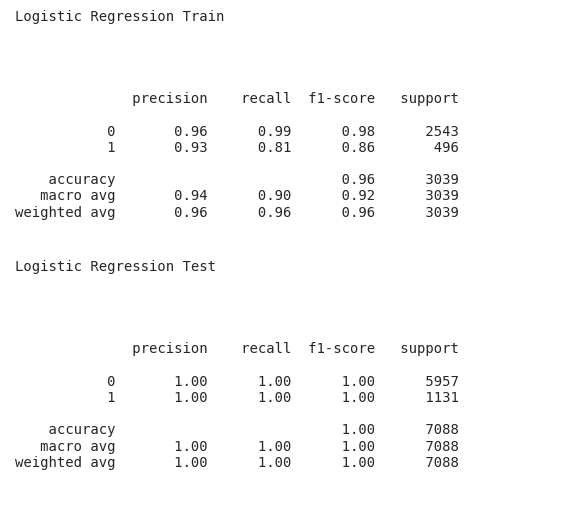 Logistic Regression Train
precision recall f1-score support
0 0.96 0.99 0.98 2543
1 0.93 0.81 0.86 496
accuracy 0.96 3039
macro avg 0.94 0.90 0.92 3039
weighted avg 0.96 0.96 0.96 3039
Logistic Regression Test
precision recall f1-score support
0 1.00 1.00 1.00 5957
1 1.00 1.00 1.00 1131
accuracy 1.00 7088
macro avg 1.00 1.00 1.00 7088
weighted avg 1.00 1.00 1.00 7088